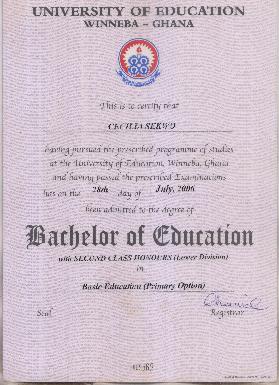 UNIVERSITY OF EDUCATION
WINNEBA – GHANA
This is to certify that
CECILIA SEKWO
having pursued the prescribed programme of studies
at the University of Education, Winneba, Ghana
and having passed the prescribed Examinations
has on the 28th day of July, 2006
been admitted to the degree of
Bachelor of Education
with SECOND CLASS HONOURS (Lower Division)
in
Basic Education (Primary Option)
Seal
Registrar